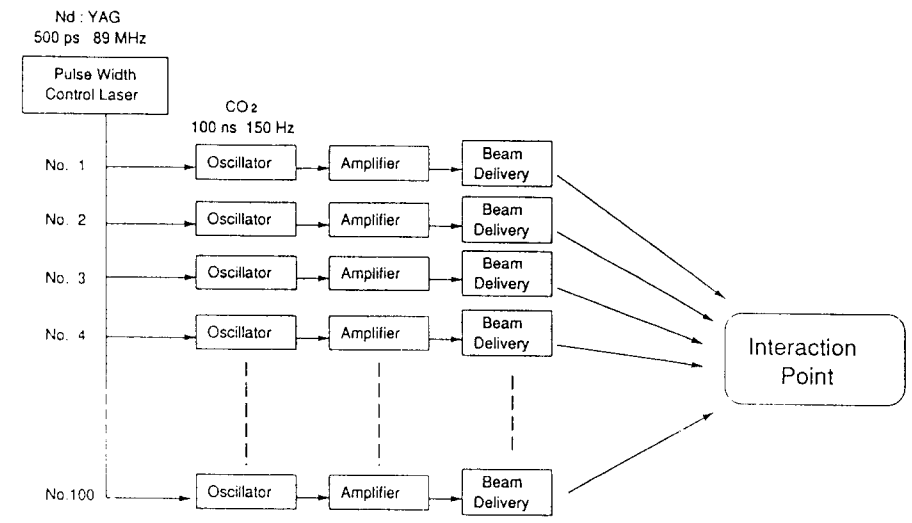 Nd : YAG
500 ps 89 MHz
Pulse Width
Control Laser
CO2
100 ns 150 Hz
No. 1
Oscillator
Amplifier
Beam
Delivery
No. 2
Oscillator
Amplifier
Beam
Delivery
No. 3
Oscillator
Amplifier
Beam
Delivery
No. 4
Oscillator
Amplifier
Beam
Delivery
Interaction
Point
No.100
Oscillator
Amplifier
Beam
Delivery